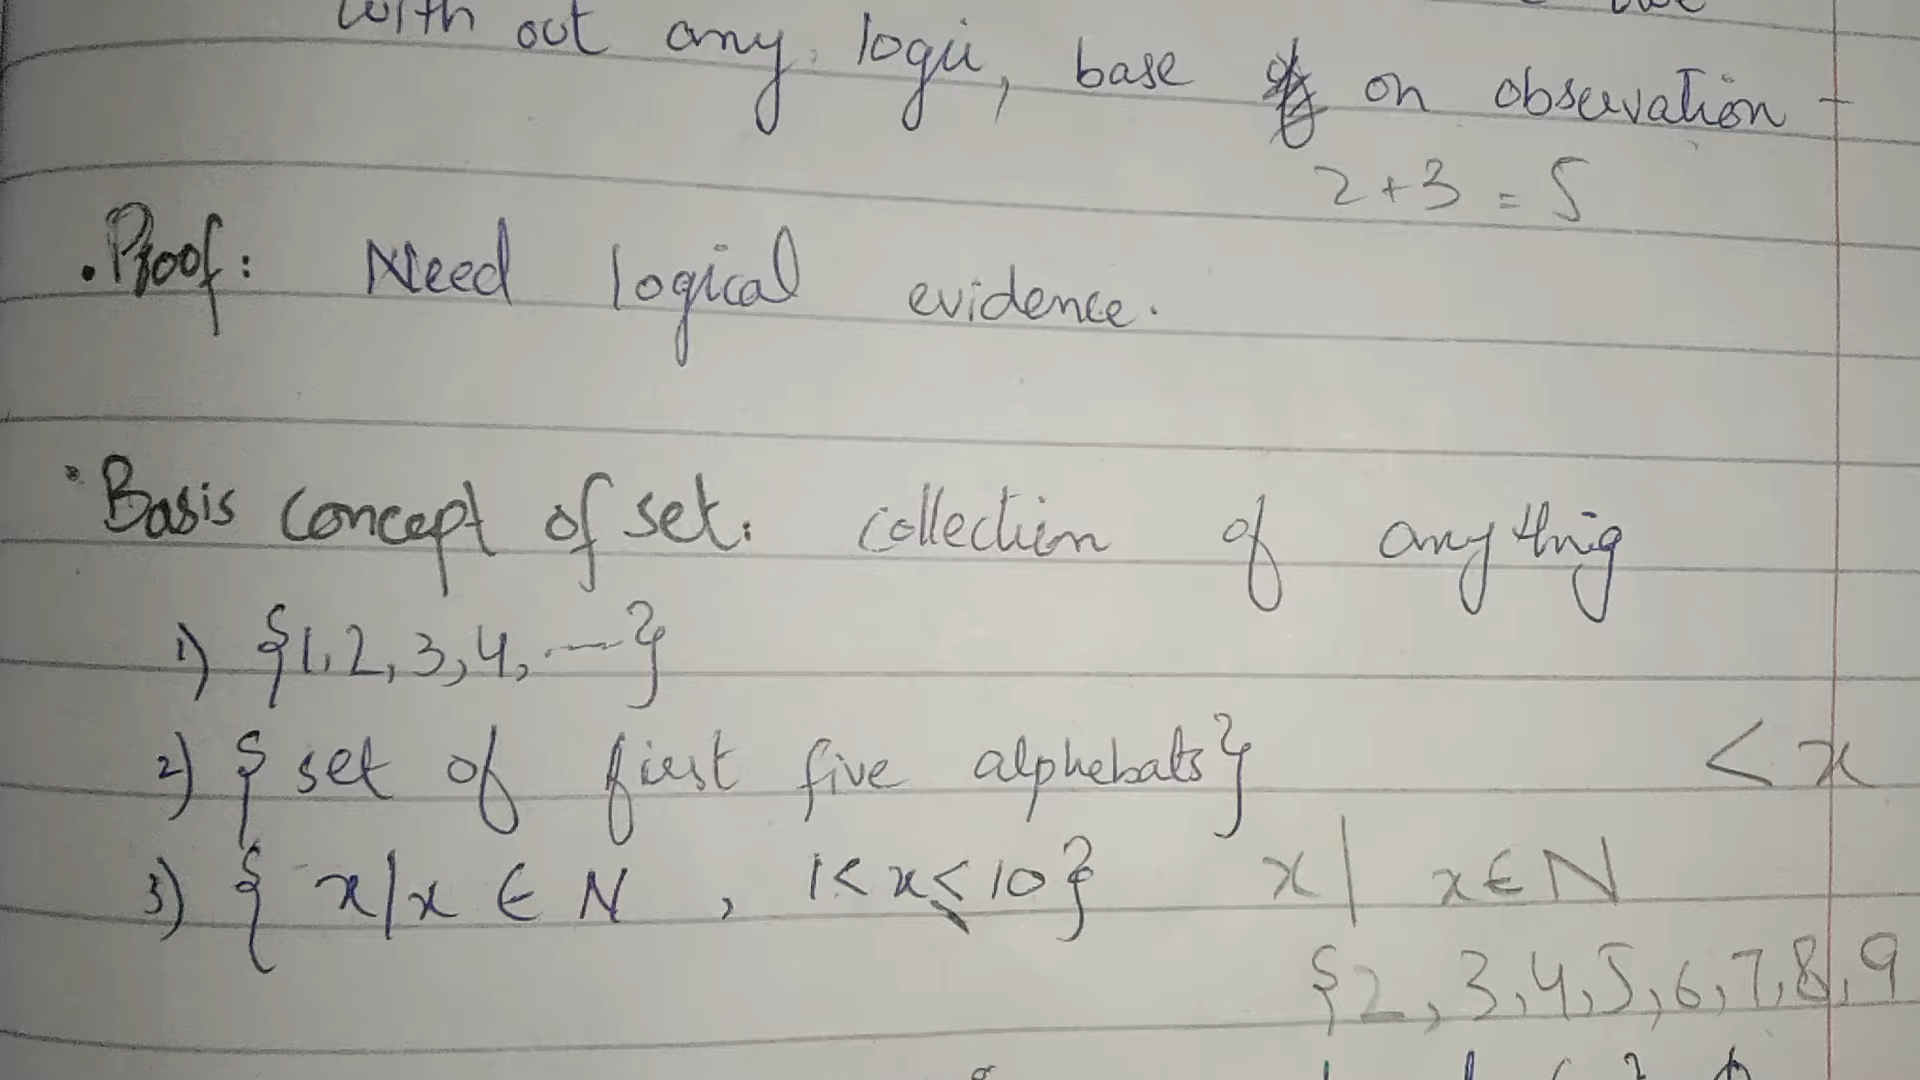 with out any logic, base on observation -
2+3 = 5
. Proof: Need logical evidence.
• Basis concept of set: collection of any thing
1) {1, 2, 3, 4, ---}
2) { set of first five alphebats}
< x
3) { x/x ∈ N , 1< x ≤ 10}
x | x ∈ N
{2, 3, 4, 5, 6, 7, 8, 9